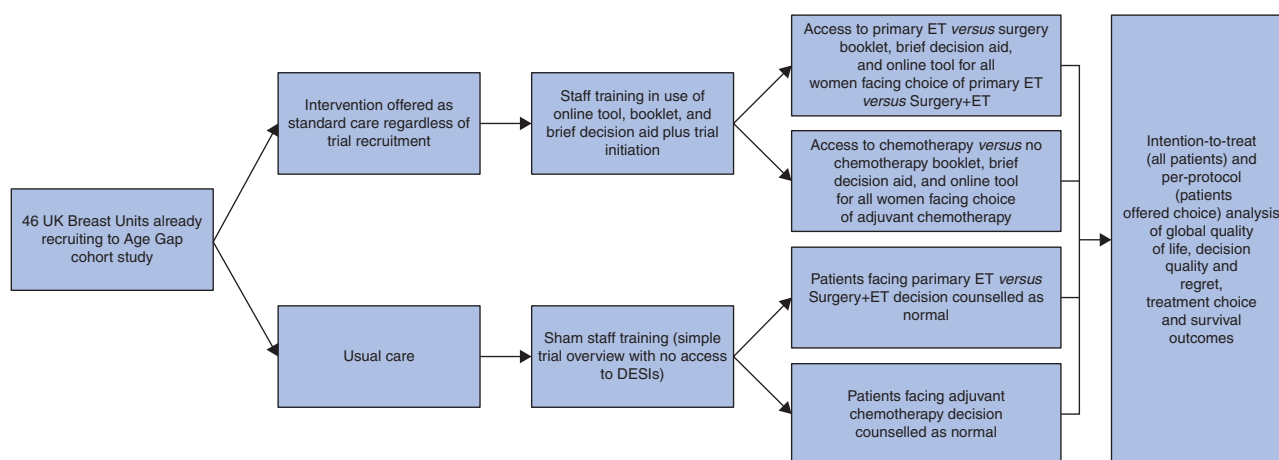 46 UK Breast Units already
recruiting to Age Gap
cohort study
Intervention offered as
standard care regardless of
trial recruitment
Usual care
Staff training in use of
online tool, booklet, and
brief decision aid plus trial
initiation
Sham staff training (simple
trial overview with no access
to DESIs)
Access to primary ET versus surgery
booklet, brief decision aid,
and online tool for all
women facing choice of primary ET
versus Surgery+ET
Access to chemotherapy versus no
chemotherapy booklet, brief
decision aid, and online tool
for all women facing choice
of adjuvant chemotherapy
Patients facing parimary ET versus
Surgery+ET decision counselled as
normal
Patients facing adjuvant
chemotherapy decision
counselled as normal
Intention-to-treat
(all patients) and
per-protocol
(patients
offered choice) analysis
of global quality
of life, decision
quality and
regret,
treatment choice
and survival
outcomes